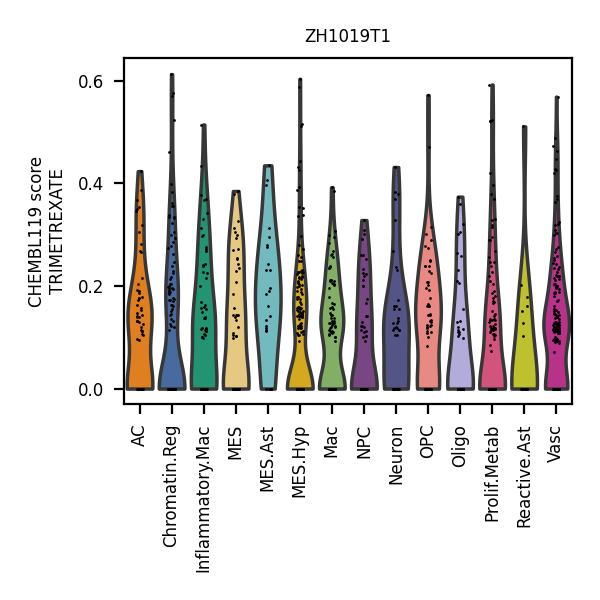 ZH1019T1
CHEMBL119 score
TRIMETREXATE
0.6
0.4
0.2
0.0
AC
Chromatin.Reg
Inflammatory.Mac
MES
MES.Ast
MES.Hyp
Mac
NPC
Neuron
OPC
Oligo
Prolif.Metab
Reactive.Ast
Vasc